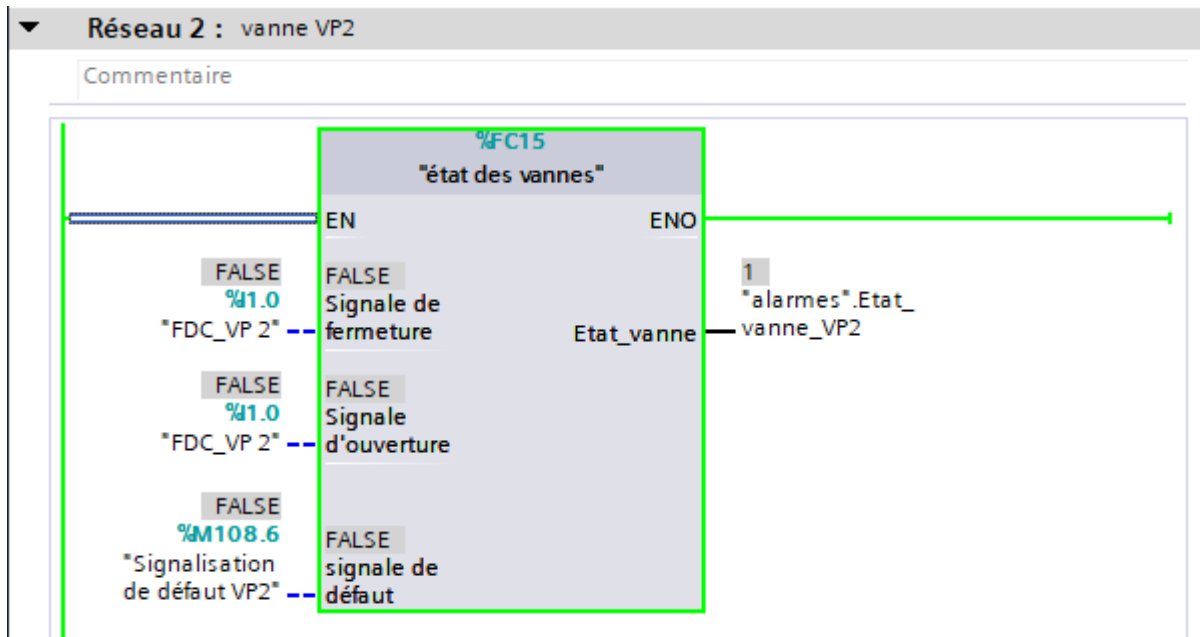 Réseau 2 : vanne VP2
Commentaire
%FC15
"état des vannes"
EN
ENO
FALSE
%I1.0
"FDC_VP 2"
FALSE
Signale de
fermeture
1
"alarmes".Etat_
vanne_VP2
Etat_vanne
FALSE
%I1.0
"FDC_VP 2"
FALSE
Signale
d'ouverture
FALSE
%M108.6
"Signalisation
de défaut VP2"
FALSE
signale de
défaut